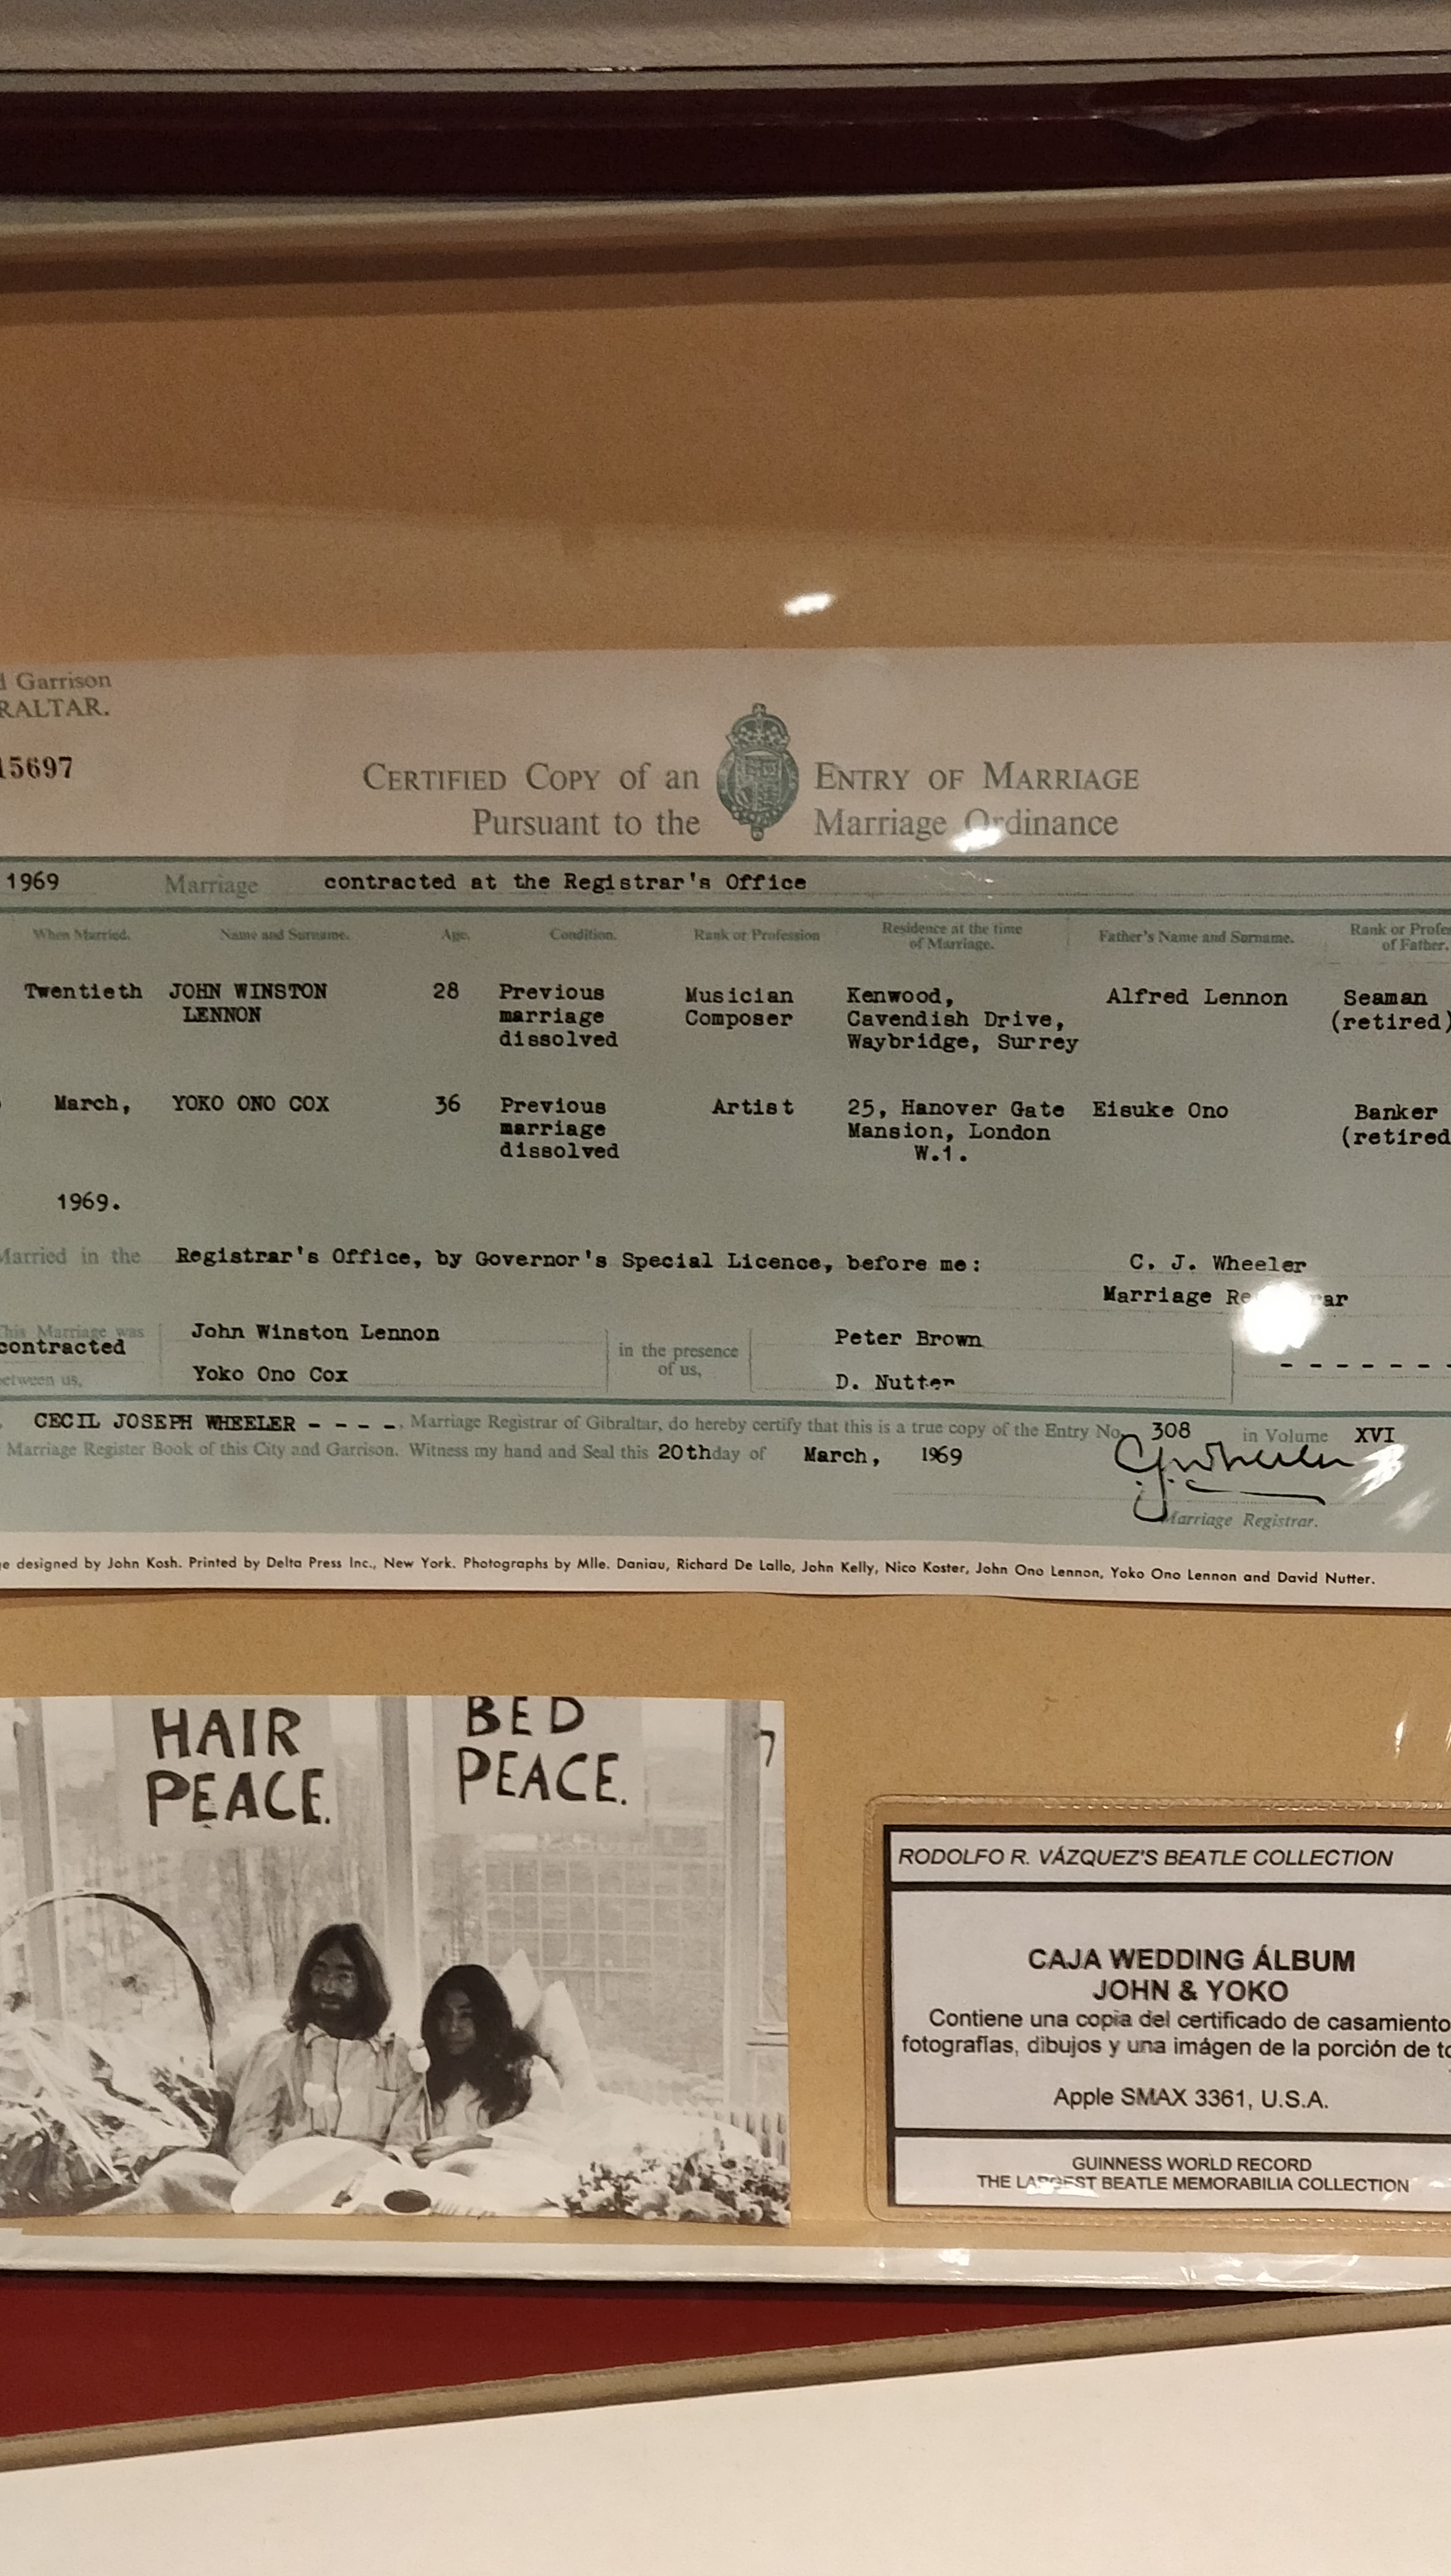 Garrison
RALTAR.
15697
CERTIFIED COPY of an ENTRY OF MARRIAGE
Pursuant to the Marriage Ordinance
1969 Marriage contracted at the Registrar's Office
When Married. Name and Surname. Age. Condition. Rank or Profession Residence at the time of Marriage. Father's Name and Surname. Rank or Profes
of Father.
Twentieth JOHN WINSTON 28 Previous Musician Kenwood, Alfred Lennon Seaman
LENNON marriage Composer Cavendish Drive, (retired)
dissolved Waybridge, Surrey
March, YOKO ONO COX 36 Previous Artist 25, Hanover Gate Eisuke Ono Banker
marriage Mansion, London (retired
dissolved W.1.
1969.
Married in the Registrar's Office, by Governor's Special Licence, before me: C. J. Wheeler
Marriage
This Marriage was John Winston Lennon Peter Brown
contracted in the presence
between us, Yoko Ono Cox of us, D. Nutter
CECIL JOSEPH WHEELER - - - -. Marriage Registrar of Gibraltar, do hereby certify that this is a true copy of the Entry No. 308 in Volume XVI
Marriage Register Book of this City and Garrison. Witness my hand and Seal this 20th day of March, 1969
CJWheeler
Marriage Registrar.
designed by John Kosh. Printed by Delta Press Inc., New York. Photographs by Mlle. Daniau, Richard De Lallo, John Kelly, Nico Koster, John Ono Lennon, Yoko Ono Lennon and David Nutter.
HAIR
PEACE.
BED
PEACE.
RODOLFO R. VÁZQUEZ'S BEATLE COLLECTION
CAJA WEDDING ÁLBUM
JOHN & YOKO
Contiene una copia del certificado de casamiento
fotografías, dibujos y una imágen de la porción de to
Apple SMAX 3361, U.S.A.
GUINNESS WORLD RECORD
THE LARGEST BEATLE MEMORABILIA COLLECTION